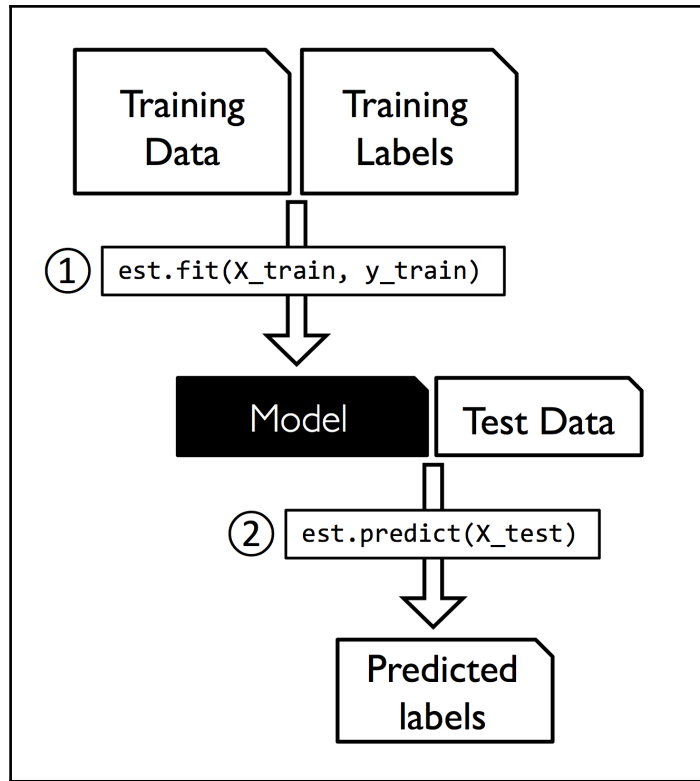 Training
Data
Training
Labels
① est.fit(X_train, y_train)
Model
Test Data
② est.predict(X_test)
Predicted
labels